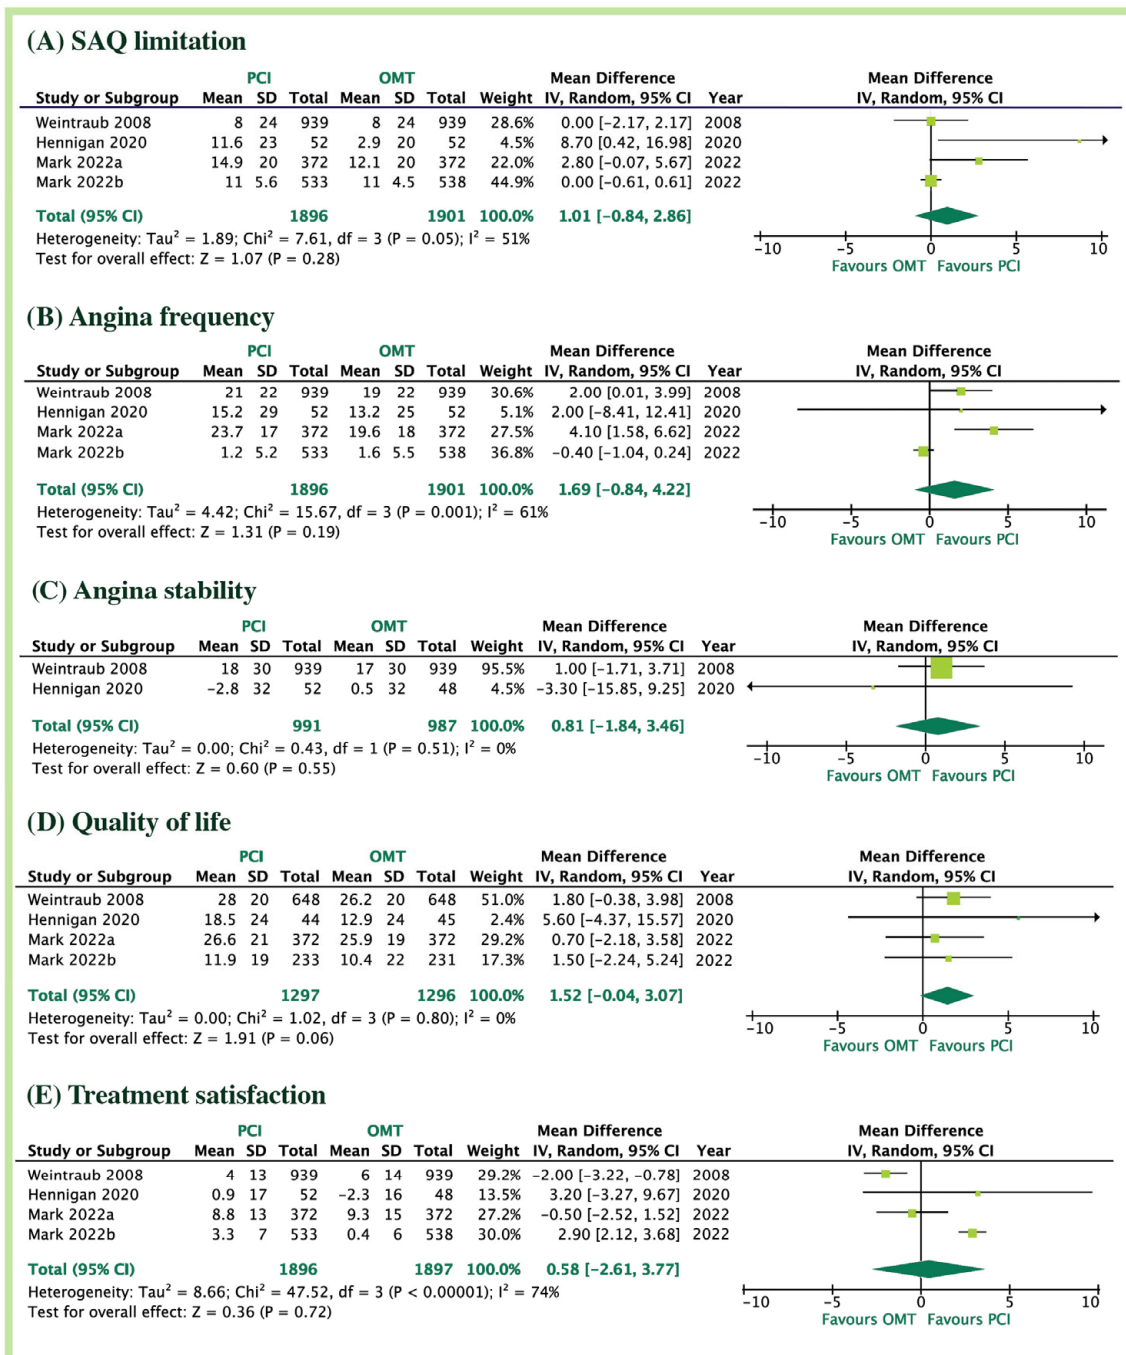 (A) SAQ limitation
PCI OMT Mean Difference Mean Difference
Study or Subgroup Mean SD Total Mean SD Total Weight IV, Random, 95% CI Year IV, Random, 95% CI
Weintraub 2008 8 24 939 8 24 939 28.6% 0.00 [−2.17, 2.17] 2008
Hennigan 2020 11.6 23 52 2.9 20 52 4.5% 8.70 [0.42, 16.98] 2020
Mark 2022a 14.9 20 372 12.1 20 372 22.0% 2.80 [−0.07, 5.67] 2022
Mark 2022b 11 5.6 533 11 4.5 538 44.9% 0.00 [−0.61, 0.61] 2022
Total (95% CI) 1896 1901 100.0% 1.01 [−0.84, 2.86]
Heterogeneity: Tau² = 1.89; Chi² = 7.61, df = 3 (P = 0.05); I² = 51%
Test for overall effect: Z = 1.07 (P = 0.28)
−10 −5 0 5 10
Favours OMT Favours PCI
(B) Angina frequency
PCI OMT Mean Difference Mean Difference
Study or Subgroup Mean SD Total Mean SD Total Weight IV, Random, 95% CI Year IV, Random, 95% CI
Weintraub 2008 21 22 939 19 22 939 30.6% 2.00 [0.01, 3.99] 2008
Hennigan 2020 15.2 29 52 13.2 25 52 5.1% 2.00 [−8.41, 12.41] 2020
Mark 2022a 23.7 17 372 19.6 18 372 27.5% 4.10 [1.58, 6.62] 2022
Mark 2022b 1.2 5.2 533 1.6 5.5 538 36.8% −0.40 [−1.04, 0.24] 2022
Total (95% CI) 1896 1901 100.0% 1.69 [−0.84, 4.22]
Heterogeneity: Tau² = 4.42; Chi² = 15.67, df = 3 (P = 0.001); I² = 61%
Test for overall effect: Z = 1.31 (P = 0.19)
−10 −5 0 5 10
Favours OMT Favours PCI
(C) Angina stability
PCI OMT Mean Difference Mean Difference
Study or Subgroup Mean SD Total Mean SD Total Weight IV, Random, 95% CI Year IV, Random, 95% CI
Weintraub 2008 18 30 939 17 30 939 95.5% 1.00 [−1.71, 3.71] 2008
Hennigan 2020 −2.8 32 52 0.5 32 48 4.5% −3.30 [−15.85, 9.25] 2020
Total (95% CI) 991 987 100.0% 0.81 [−1.84, 3.46]
Heterogeneity: Tau² = 0.00; Chi² = 0.43, df = 1 (P = 0.51); I² = 0%
Test for overall effect: Z = 0.60 (P = 0.55)
−10 −5 0 5 10
Favours OMT Favours PCI
(D) Quality of life
PCI OMT Mean Difference Mean Difference
Study or Subgroup Mean SD Total Mean SD Total Weight IV, Random, 95% CI Year IV, Random, 95% CI
Weintraub 2008 28 20 648 26.2 20 648 51.0% 1.80 [−0.38, 3.98] 2008
Hennigan 2020 18.5 24 44 12.9 24 45 2.4% 5.60 [−4.37, 15.57] 2020
Mark 2022a 26.6 21 372 25.9 19 372 29.2% 0.70 [−2.18, 3.58] 2022
Mark 2022b 11.9 19 233 10.4 22 231 17.3% 1.50 [−2.24, 5.24] 2022
Total (95% CI) 1297 1296 100.0% 1.52 [−0.04, 3.07]
Heterogeneity: Tau² = 0.00; Chi² = 1.02, df = 3 (P = 0.80); I² = 0%
Test for overall effect: Z = 1.91 (P = 0.06)
−10 −5 0 5 10
Favours OMT Favours PCI
(E) Treatment satisfaction
PCI OMT Mean Difference Mean Difference
Study or Subgroup Mean SD Total Mean SD Total Weight IV, Random, 95% CI Year IV, Random, 95% CI
Weintraub 2008 4 13 939 6 14 939 29.2% −2.00 [−3.22, −0.78] 2008
Hennigan 2020 0.9 17 52 −2.3 16 48 13.5% 3.20 [−3.27, 9.67] 2020
Mark 2022a 8.8 13 372 9.3 15 372 27.2% −0.50 [−2.52, 1.52] 2022
Mark 2022b 3.3 7 533 0.4 6 538 30.0% 2.90 [2.12, 3.68] 2022
Total (95% CI) 1896 1897 100.0% 0.58 [−2.61, 3.77]
Heterogeneity: Tau² = 8.66; Chi² = 47.52, df = 3 (P < 0.00001); I² = 74%
Test for overall effect: Z = 0.36 (P = 0.72)
−10 −5 0 5 10
Favours OMT Favours PCI